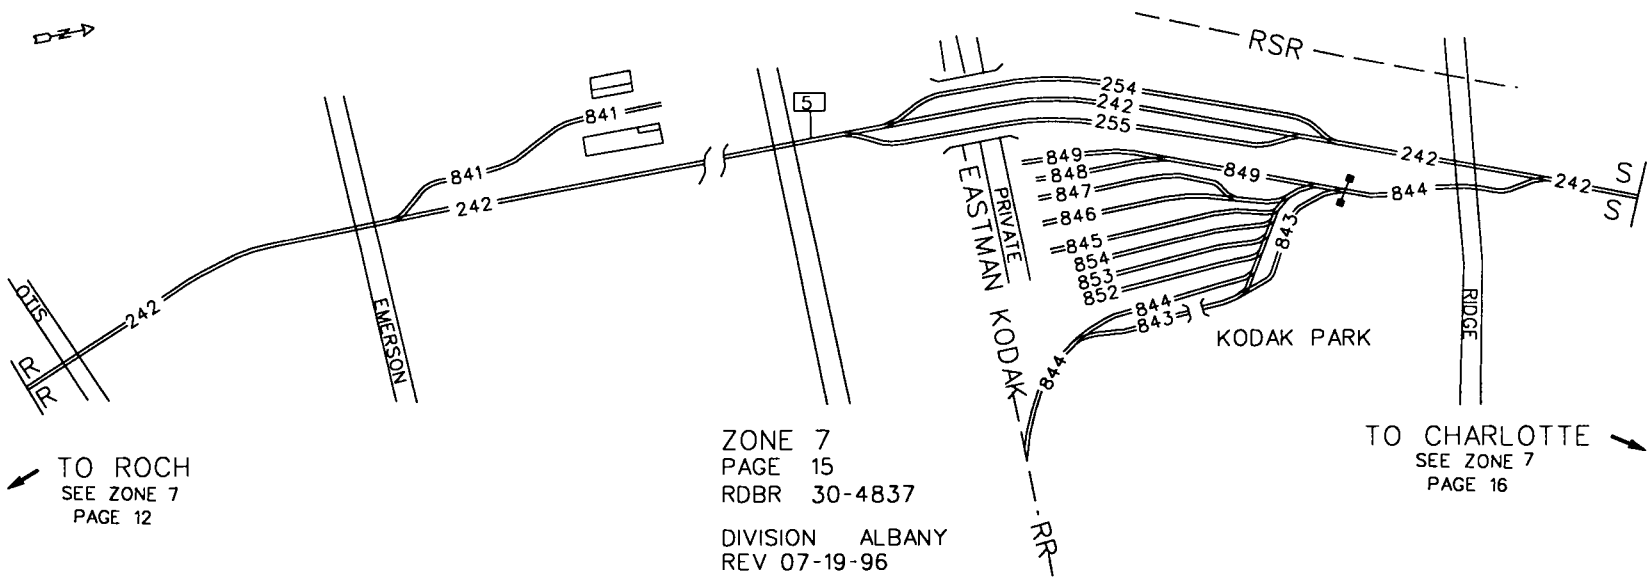 N
RSR
254
5
242
841
255
849
242
S
848
849
242
841
847
844
S
242
846
PRIVATE
843
845
854
853
852
EASTMAN KODAK
844
OTIS
242
EMERSON
843
KODAK PARK
RIDGE
R
R
844
ZONE 7
PAGE 15
RDBR 30-4837
DIVISION ALBANY
REV 07-19-96
TO ROCH
SEE ZONE 7
PAGE 12
TO CHARLOTTE
SEE ZONE 7
PAGE 16
RR